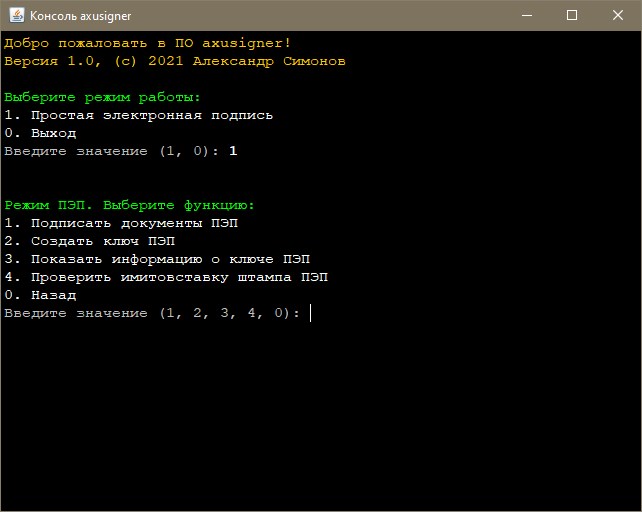 Консоль axusigner
Добро пожаловать в ПО axusigner!
Версия 1.0, (c) 2021 Александр Симонов
Выберите режим работы:
1. Простая электронная подпись
0. Выход
Введите значение (1, 0): 1
Режим ПЭП. Выберите функцию:
1. Подписать документы ПЭП
2. Создать ключ ПЭП
3. Показать информацию о ключе ПЭП
4. Проверить имитовставку штампа ПЭП
0. Назад
Введите значение (1, 2, 3, 4, 0):